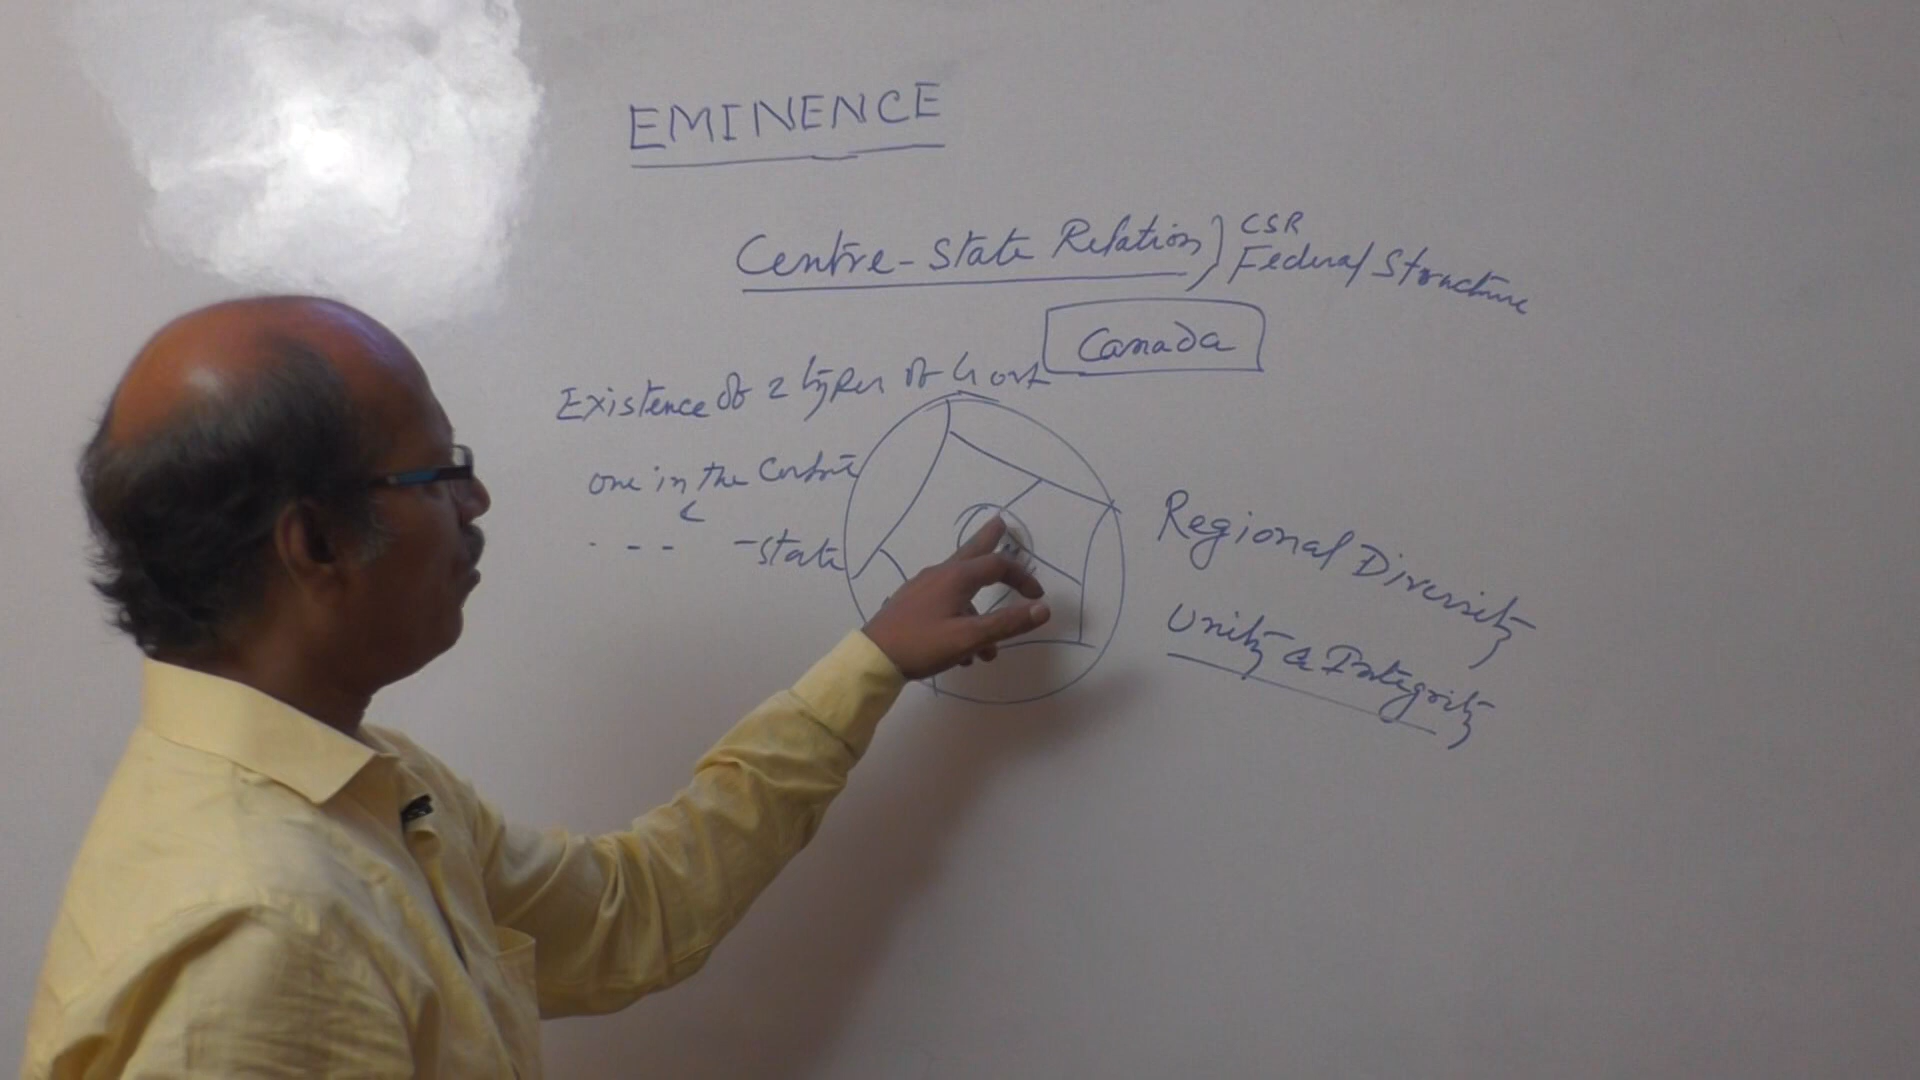 EMINENCE
Centre-State Relation) CSR
Federal Structure
Canada
Existence of 2 types of Govt
one in the Centre
- - - - State
Regional Diversity
Unity & Integrity